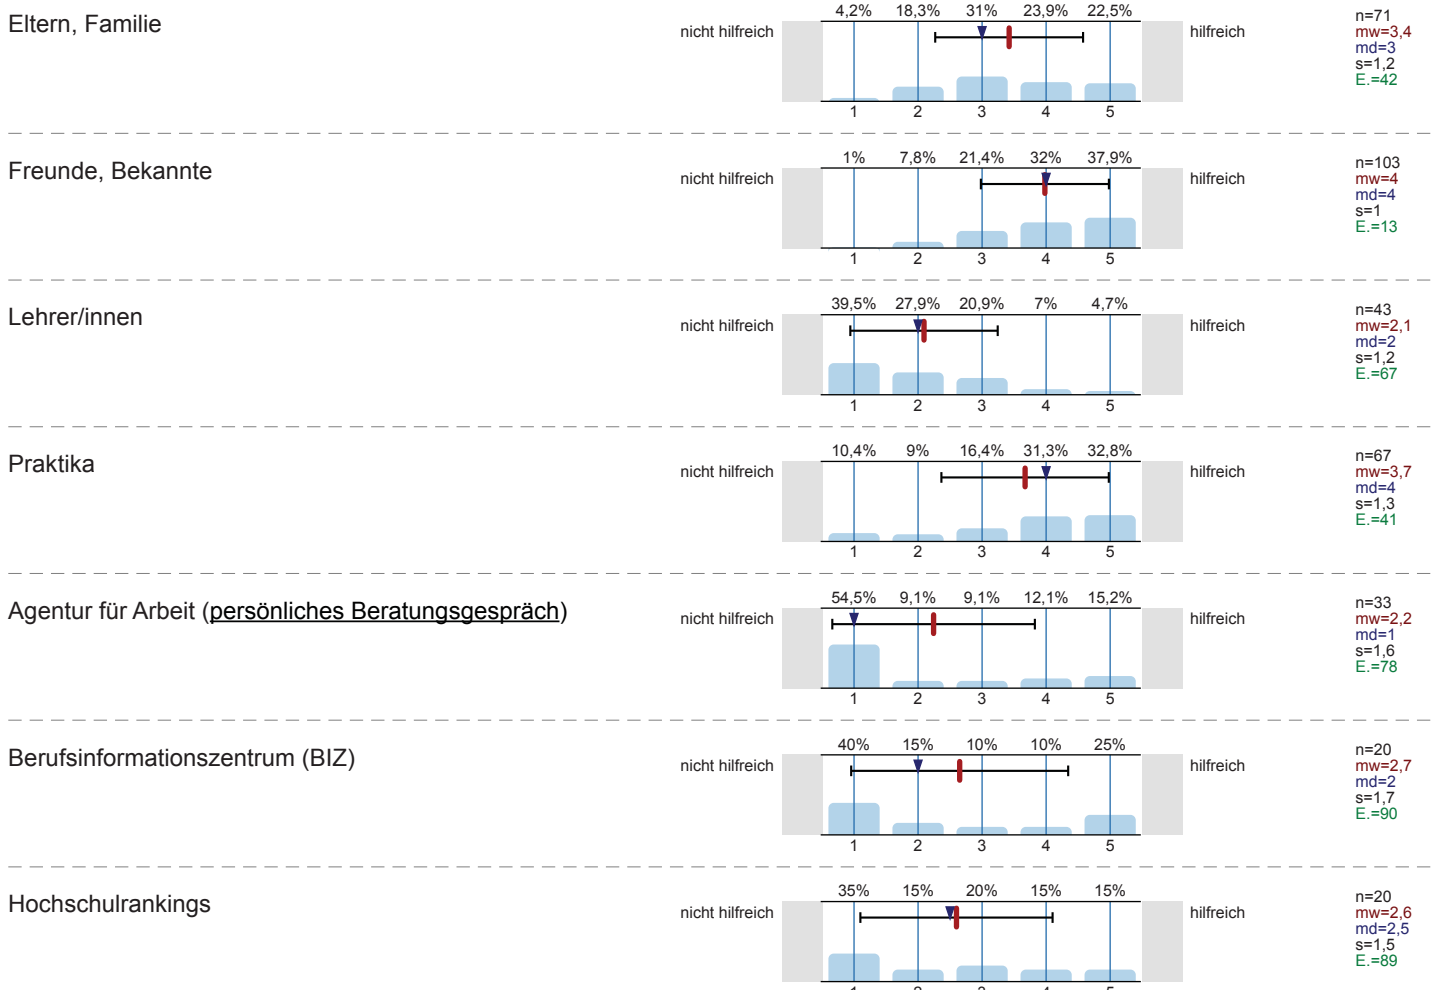 Eltern, Familie
nicht hilfreich
4,2% 18,3% 31% 23,9% 22,5%
1 2 3 4 5
hilfreich
n=71
mw=3,4
md=3
s=1,2
E.=42
Freunde, Bekannte
nicht hilfreich
1% 7,8% 21,4% 32% 37,9%
1 2 3 4 5
hilfreich
n=103
mw=4
md=4
s=1
E.=13
Lehrer/innen
nicht hilfreich
39,5% 27,9% 20,9% 7% 4,7%
1 2 3 4 5
hilfreich
n=43
mw=2,1
md=2
s=1,2
E.=67
Praktika
nicht hilfreich
10,4% 9% 16,4% 31,3% 32,8%
1 2 3 4 5
hilfreich
n=67
mw=3,7
md=4
s=1,3
E.=41
Agentur für Arbeit (persönliches Beratungsgespräch)
nicht hilfreich
54,5% 9,1% 9,1% 12,1% 15,2%
1 2 3 4 5
hilfreich
n=33
mw=2,2
md=1
s=1,6
E.=78
Berufsinformationszentrum (BIZ)
nicht hilfreich
40% 15% 10% 10% 25%
1 2 3 4 5
hilfreich
n=20
mw=2,7
md=2
s=1,7
E.=90
Hochschulrankings
nicht hilfreich
35% 15% 20% 15% 15%
1 2 3 4 5
hilfreich
n=20
mw=2,6
md=2,5
s=1,5
E.=89